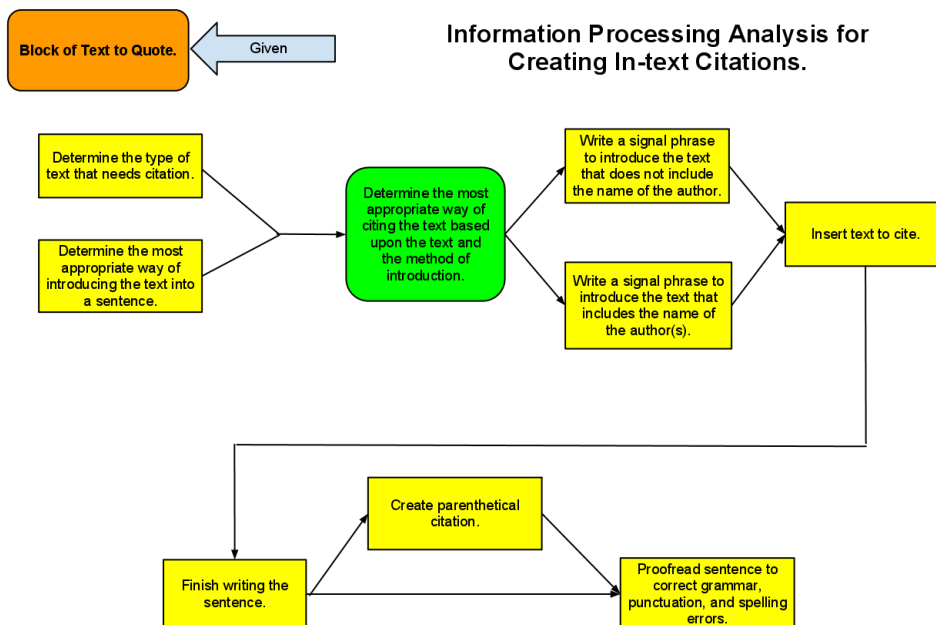 Block of Text to Quote.
Given
Information Processing Analysis for
Creating In-text Citations.
Determine the type of
text that needs citation.
Determine the most
appropriate way of
introducing the text into
a sentence.
Determine the most
appropriate way of
citing the text based
upon the text and
the method of
introduction.
Write a signal phrase
to introduce the text
that does not include
the name of the author.
Write a signal phrase to
introduce the text that
includes the name of
the author(s).
Insert text to cite.
Finish writing the
sentence.
Create parenthetical
citation.
Proofread sentence to
correct grammar,
punctuation, and spelling
errors.